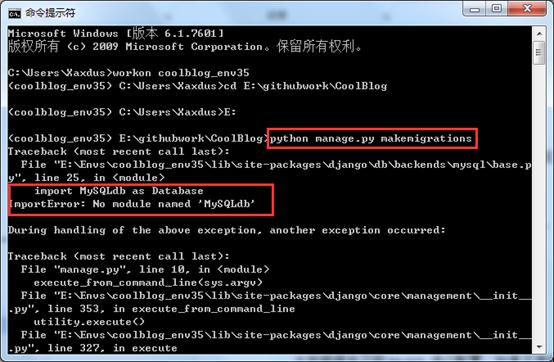 命令提示符
Microsoft Windows [版本 6.1.7601]
版权所有 (c) 2009 Microsoft Corporation。保留所有权利。
C:\Users\Xaxdus>workon coolblog_env35
(coolblog_env35) C:\Users\Xaxdus>cd E:\githubwork\CoolBlog
(coolblog_env35) C:\Users\Xaxdus>E:
(coolblog_env35) E:\githubwork\CoolBlog>python manage.py makemigrations
Traceback (most recent call last):
  File "E:\Envs\coolblog_env35\lib\site-packages\django\db\backends\mysql\base.p
y", line 25, in <module>
    import MySQLdb as Database
ImportError: No module named 'MySQLdb'
During handling of the above exception, another exception occurred:
Traceback (most recent call last):
  File "manage.py", line 10, in <module>
    execute_from_command_line(sys.argv)
  File "E:\Envs\coolblog_env35\lib\site-packages\django\core\management\__init__
.py", line 353, in execute_from_command_line
    utility.execute()
  File "E:\Envs\coolblog_env35\lib\site-packages\django\core\management\__init__
.py", line 327, in execute